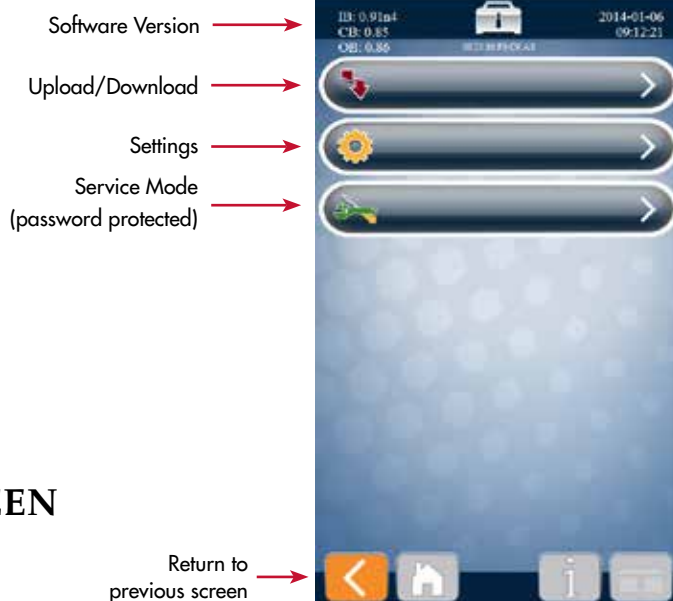 Software Version
IB: 0.91n4
CB: 0.85
OB: 0.86
2014-01-06
09:12:21
Upload/Download
Settings
Service Mode
(password protected)
EEN
Return to
previous screen
i